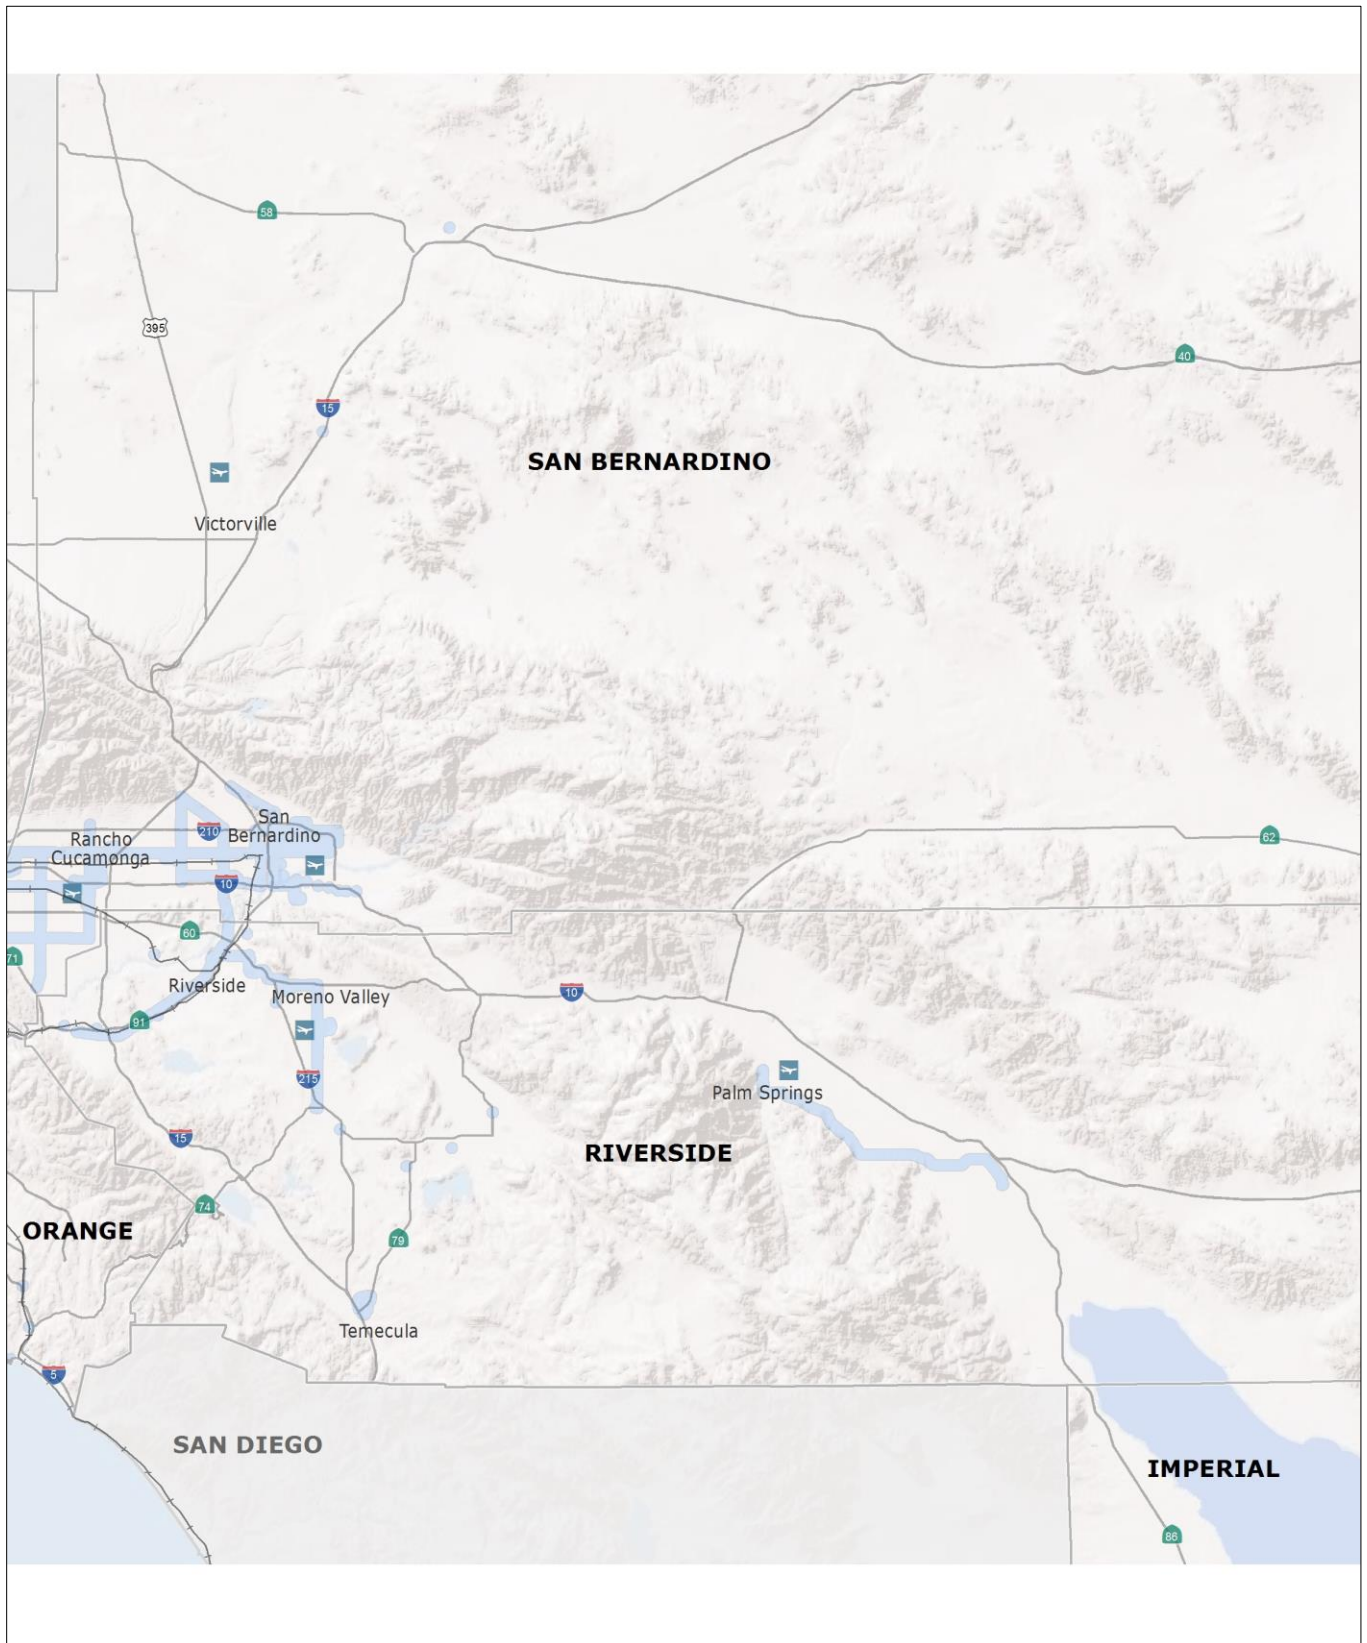 58
395
40
15
SAN BERNARDINO
Victorville
San
Bernardino
210
Rancho
Cucamonga
62
10
60
71
Riverside
Moreno Valley
10
91
215
Palm Springs
15
RIVERSIDE
74
ORANGE
79
Temecula
5
SAN DIEGO
IMPERIAL
86